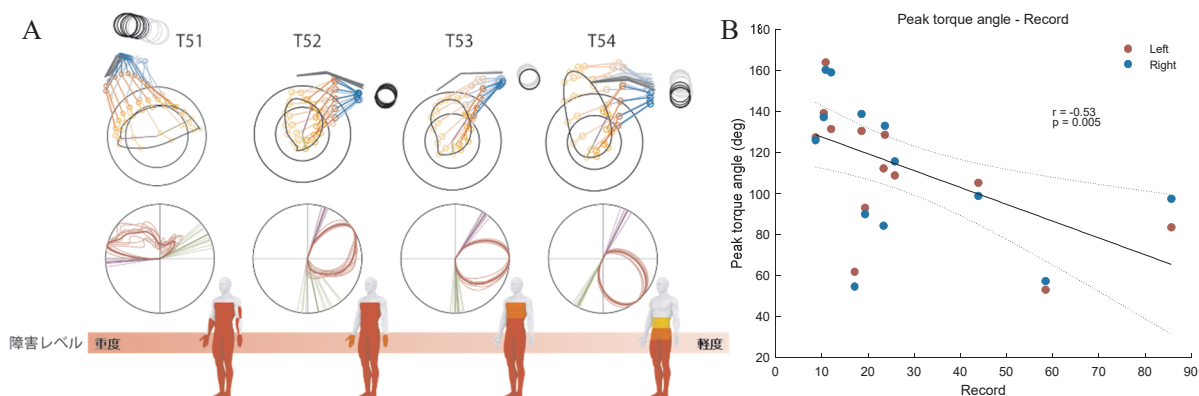 A
T51
T52
T53
T54
障害レベル
重度
軽度
B
Peak torque angle - Record
Left
Right
r = -0.53
p = 0.005
Peak torque angle (deg)
180
160
140
120
100
80
60
40
20
0
10
20
30
40
50
60
70
80
90
Record